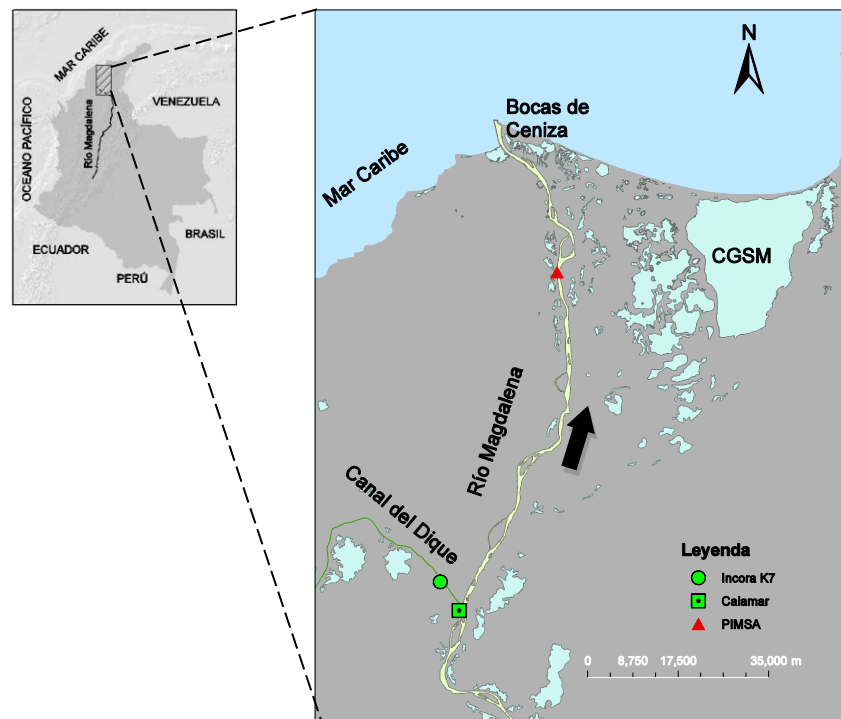 MAR CARIBE
OCEANO PACÍFICO
VENEZUELA
Río Magdalena
BRASIL
ECUADOR
PERÚ
N
Bocas de
Ceniza
Mar Caribe
CGSM
Río Magdalena
Canal del Dique
Leyenda
Incora K7
Calamar
PIMSA
0 8,750 17,500 35,000 m